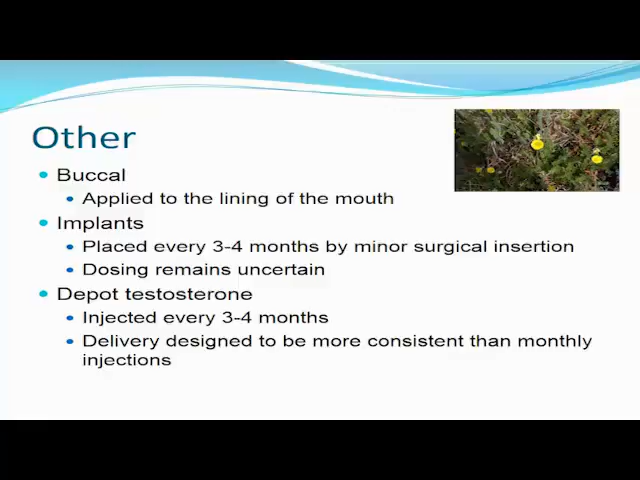 Other
Buccal
Applied to the lining of the mouth
Implants
Placed every 3-4 months by minor surgical insertion
Dosing remains uncertain
Depot testosterone
Injected every 3-4 months
Delivery designed to be more consistent than monthly
injections